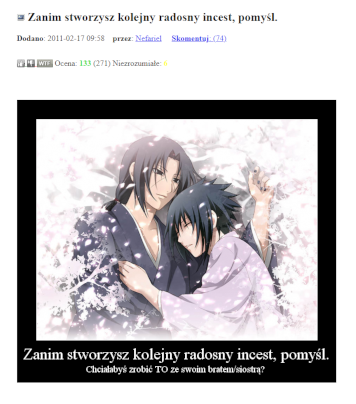 Zanim stworzysz kolejny radosny incest, pomyśl.
Dodano: 2011-02-17 09:58 przez: Nefariel Skomentuj: (74)
WTF Ocena: 133 (271) Niezrozumiałe:
Zanim stworzysz kolejny radosny incest, pomyśl.
Chciałabyś zrobić TO ze swoim bratem/siostrą?